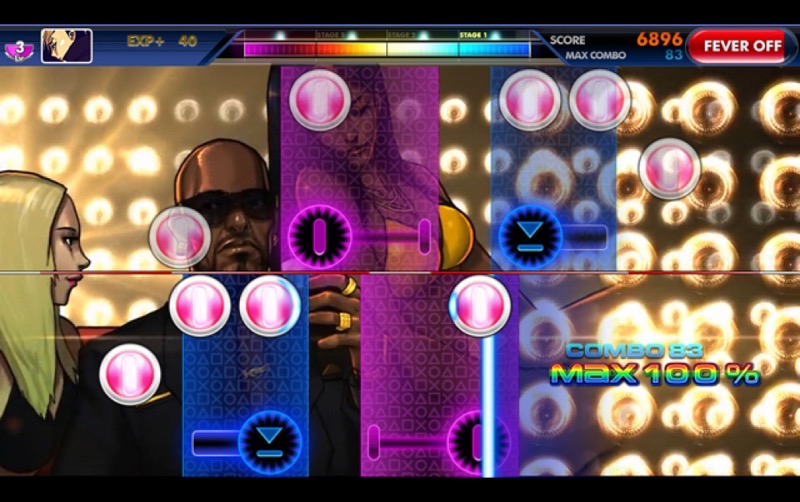 3
Lv
EXP+ 40
STAGE 3
STAGE 2
STAGE 1
SCORE 6896
MAX COMBO 83
FEVER OFF
COMBO 83
MAX 100 %